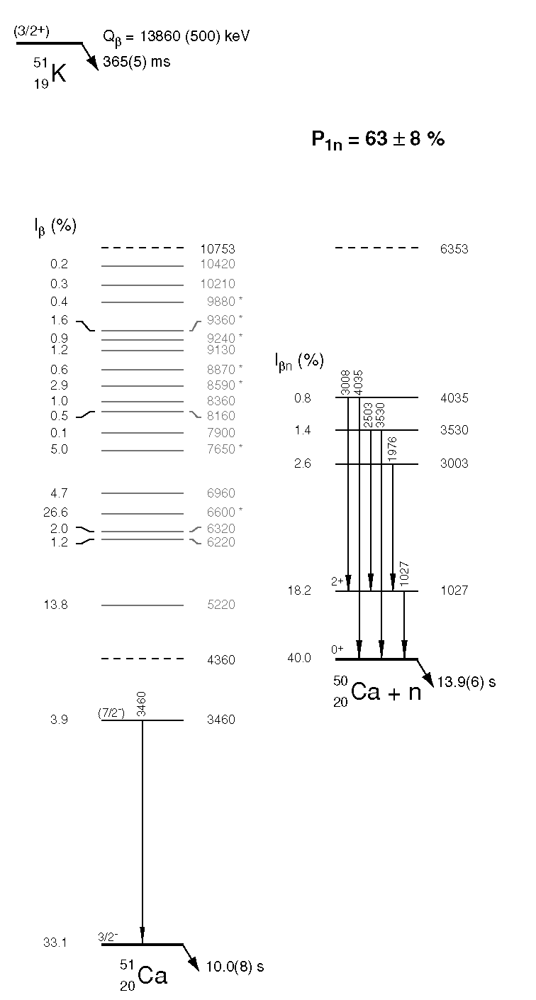 (3/2+)
Qβ = 13860 (500) keV
365(5) ms
51
19 K
P1n = 63 ± 8 %
Iβ (%)
10753
6353
0.2 10420
0.3 10210
0.4 9880 *
1.6 9360 *
0.9 9240 *
1.2 9130
0.6 8870 *
2.9 8590 *
1.0 8360
0.5 8160
0.1 7900
5.0 7650 *
4.7 6960
26.6 6600 *
2.0 6320
1.2 6220
13.8 5220
4360
3.9 (7/2-) 3460 3460
33.1 3/2-
51
20 Ca
10.0(8) s
Iβn (%)
0.8 3008 4035 4035
1.4 2503 3530 3530
2.6 1976 3003
18.2 2+ 1027 1027
40.0 0+
50
20 Ca + n
13.9(6) s